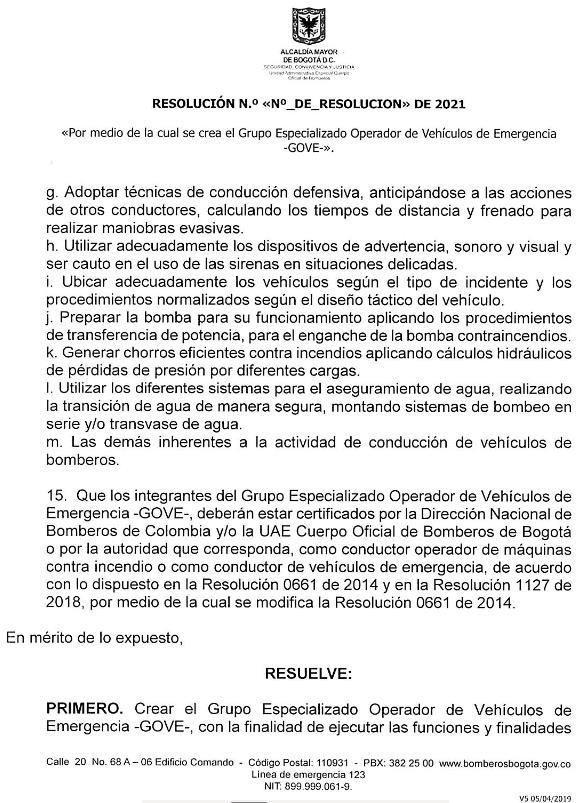 ALCALDÍA MAYOR
DE BOGOTÁ D.C.
SEGURIDAD, CONVIVENCIA Y JUSTICIA
Unidad Administrativa Especial Cuerpo
Oficial de Bomberos
RESOLUCIÓN N.º «Nº_DE_RESOLUCION» DE 2021
«Por medio de la cual se crea el Grupo Especializado Operador de Vehículos de Emergencia
-GOVE-».
g. Adoptar técnicas de conducción defensiva, anticipándose a las acciones
de otros conductores, calculando los tiempos de distancia y frenado para
realizar maniobras evasivas.
h. Utilizar adecuadamente los dispositivos de advertencia, sonoro y visual y
ser cauto en el uso de las sirenas en situaciones delicadas.
i. Ubicar adecuadamente los vehículos según el tipo de incidente y los
procedimientos normalizados según el diseño táctico del vehículo.
j. Preparar la bomba para su funcionamiento aplicando los procedimientos
de transferencia de potencia, para el enganche de la bomba contraincendios.
k. Generar chorros eficientes contra incendios aplicando cálculos hidráulicos
de pérdidas de presión por diferentes cargas.
l. Utilizar los diferentes sistemas para el aseguramiento de agua, realizando
la transición de agua de manera segura, montando sistemas de bombeo en
serie y/o transvase de agua.
m. Las demás inherentes a la actividad de conducción de vehículos de
bomberos.
15. Que los integrantes del Grupo Especializado Operador de Vehículos de
Emergencia -GOVE-, deberán estar certificados por la Dirección Nacional de
Bomberos de Colombia y/o la UAE Cuerpo Oficial de Bomberos de Bogotá
o por la autoridad que corresponda, como conductor operador de máquinas
contra incendio o como conductor de vehículos de emergencia, de acuerdo
con lo dispuesto en la Resolución 0661 de 2014 y en la Resolución 1127 de
2018, por medio de la cual se modifica la Resolución 0661 de 2014.
En mérito de lo expuesto,
RESUELVE:
PRIMERO. Crear el Grupo Especializado Operador de Vehículos de
Emergencia -GOVE-, con la finalidad de ejecutar las funciones y finalidades
Calle 20 No. 68 A – 06 Edificio Comando - Código Postal: 110931 - PBX: 382 25 00 www.bomberosbogota.gov.co
Línea de emergencia 123
NIT: 899.999.061-9.
V5 05/04/2019